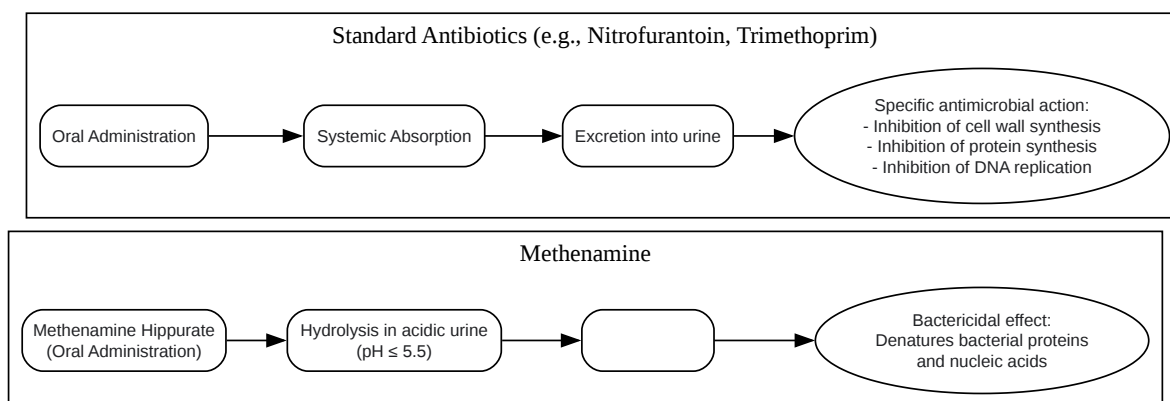 Standard Antibiotics (e.g., Nitrofurantoin, Trimethoprim)
Oral Administration
Systemic Absorption
Excretion into urine
Specific antimicrobial action:
- Inhibition of cell wall synthesis
- Inhibition of protein synthesis
- Inhibition of DNA replication
Methenamine
Methenamine Hippurate
(Oral Administration)
Hydrolysis in acidic urine
(pH ≤ 5.5)
Bactericidal effect:
Denatures bacterial proteins
and nucleic acids